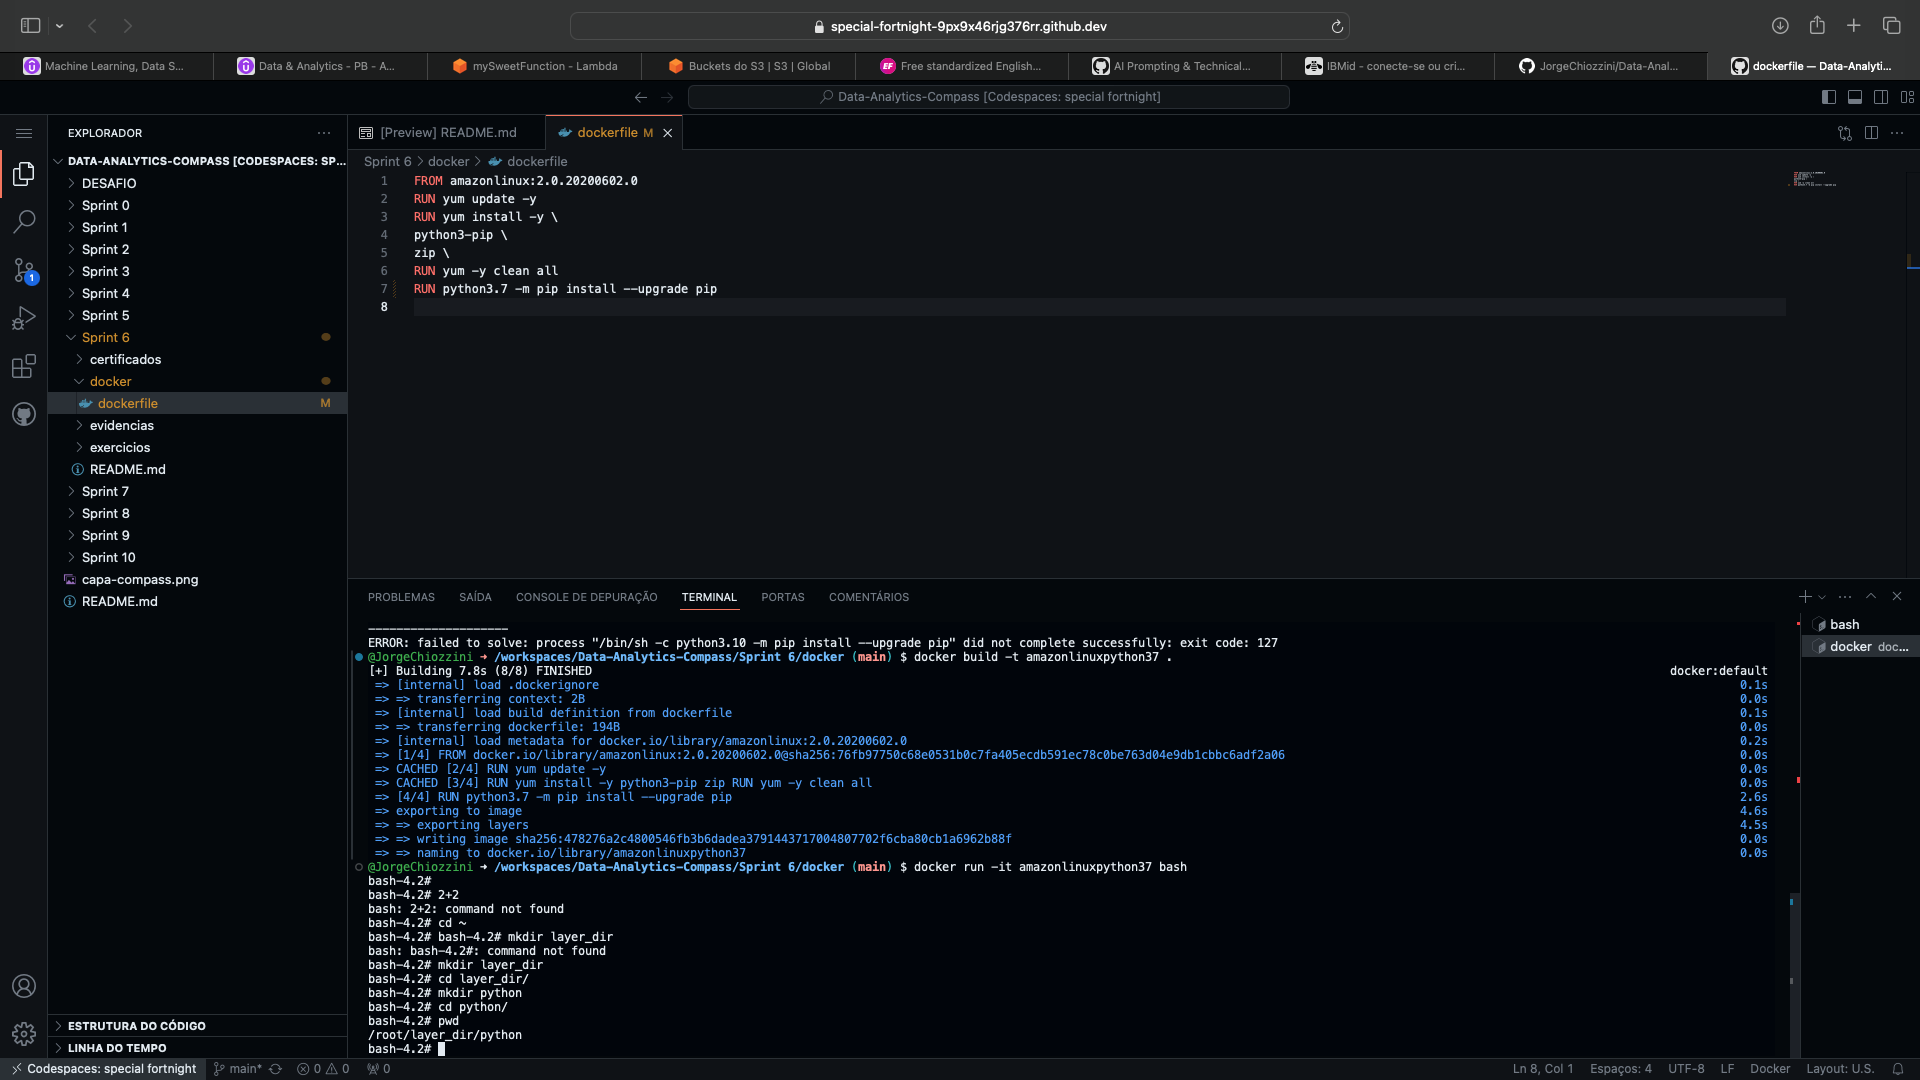 special-fortnight-9px9x46rjg376rr.github.dev
Machine Learning, Data S...
Data & Analytics - PB - A...
mySweetFunction - Lambda
Buckets do S3 | S3 | Global
EF
Free standardized English...
AI Prompting & Technical...
IBMid - conecte-se ou cri...
JorgeChiozzini/Data-Anal...
dockerfile — Data-Analyti...
Data-Analytics-Compass [Codespaces: special fortnight]
EXPLORADOR
[Preview] README.md
dockerfile M
DATA-ANALYTICS-COMPASS [CODESPACES: SP...
DESAFIO
Sprint 0
Sprint 1
1
Sprint 2
Sprint 3
Sprint 4
Sprint 5
Sprint 6
certificados
docker
dockerfile M
evidencias
exercicios
README.md
Sprint 7
Sprint 8
Sprint 9
Sprint 10
capa-compass.png
README.md
ESTRUTURA DO CÓDIGO
LINHA DO TEMPO
Sprint 6 > docker > dockerfile
1 FROM amazonlinux:2.0.20200602.0
2 RUN yum update -y
3 RUN yum install -y \
4 python3-pip \
5 zip \
6 RUN yum -y clean all
7 RUN python3.7 -m pip install --upgrade pip
8
PROBLEMAS SAÍDA CONSOLE DE DEPURAÇÃO TERMINAL PORTAS COMENTÁRIOS
--------------------
ERROR: failed to solve: process "/bin/sh -c python3.10 -m pip install --upgrade pip" did not complete successfully: exit code: 127
@JorgeChiozzini ➜ /workspaces/Data-Analytics-Compass/Sprint 6/docker (main) $ docker build -t amazonlinuxpython37 .
[+] Building 7.8s (8/8) FINISHED docker:default
=> [internal] load .dockerignore 0.1s
=> => transferring context: 2B 0.0s
=> [internal] load build definition from dockerfile 0.1s
=> => transferring dockerfile: 194B 0.0s
=> [internal] load metadata for docker.io/library/amazonlinux:2.0.20200602.0 0.2s
=> [1/4] FROM docker.io/library/amazonlinux:2.0.20200602.0@sha256:76fb97750c68e0531b0c7fa405ecdb591ec78c0be763d04e9db1cbbc6adf2a06 0.0s
=> CACHED [2/4] RUN yum update -y 0.0s
=> CACHED [3/4] RUN yum install -y python3-pip zip RUN yum -y clean all 0.0s
=> [4/4] RUN python3.7 -m pip install --upgrade pip 2.6s
=> exporting to image 4.6s
=> => exporting layers 4.5s
=> => writing image sha256:478276a2c4800546fb3b6dadea3791443717004807702f6cba80cb1a6962b88f 0.0s
=> => naming to docker.io/library/amazonlinuxpython37 0.0s
@JorgeChiozzini ➜ /workspaces/Data-Analytics-Compass/Sprint 6/docker (main) $ docker run -it amazonlinuxpython37 bash
bash-4.2#
bash-4.2# 2+2
bash: 2+2: command not found
bash-4.2# cd ~
bash-4.2# bash-4.2# mkdir layer_dir
bash: bash-4.2#: command not found
bash-4.2# mkdir layer_dir
bash-4.2# cd layer_dir/
bash-4.2# mkdir python
bash-4.2# cd python/
bash-4.2# pwd
/root/layer_dir/python
bash-4.2#
bash
docker doc...
Codespaces: special fortnight main* 0 0 0
Ln 8, Col 1 Espaços: 4 UTF-8 LF Docker Layout: U.S.